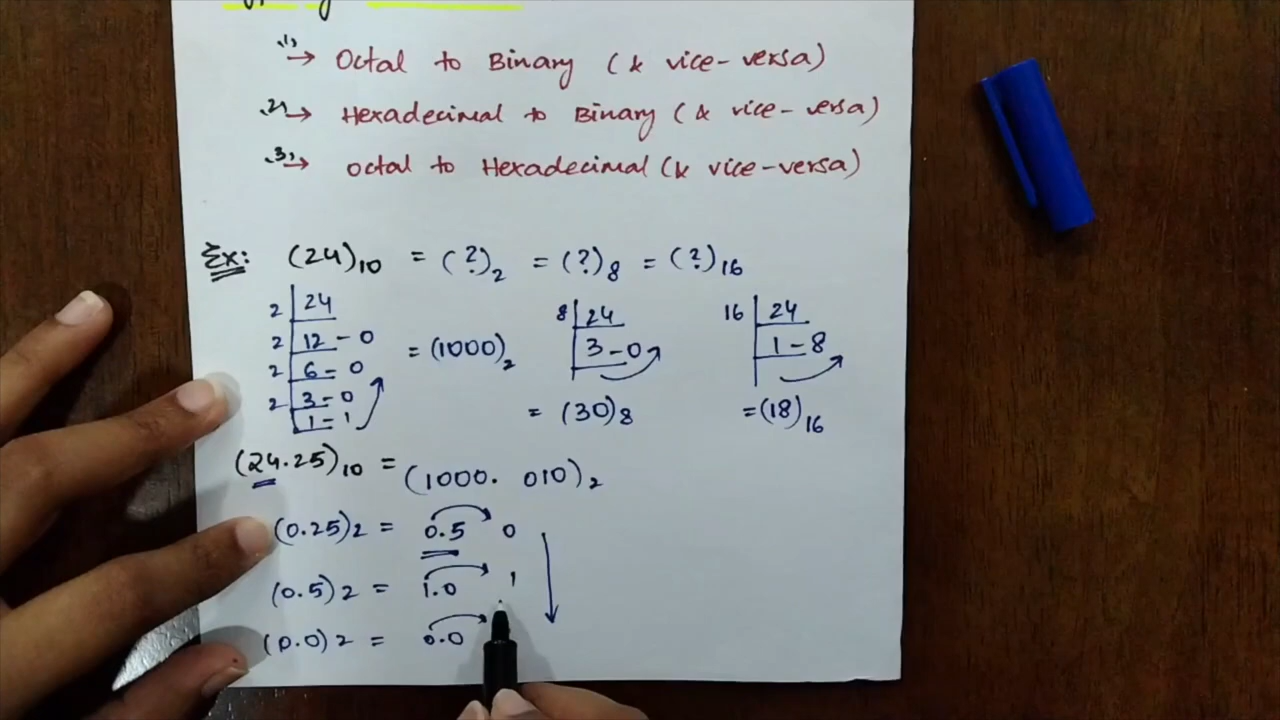 1) → Octal to Binary (& vice-versa)
2) → Hexadecimal to Binary (& vice-versa)
3) → Octal to Hexadecimal (& vice-versa)
Ex: (24)10 = (?)2 = (?)8 = (?)16
2 | 24
2 | 12 - 0
2 | 6 - 0
2 | 3 - 0
1 - 1
= (1000)2
8 | 24
3 - 0
= (30)8
16 | 24
1 - 8
= (18)16
(24.25)10 = (1000. 010)2
(0.25)2 = 0.5 0
(0.5)2 = 1.0 1
(0.0)2 = 0.0